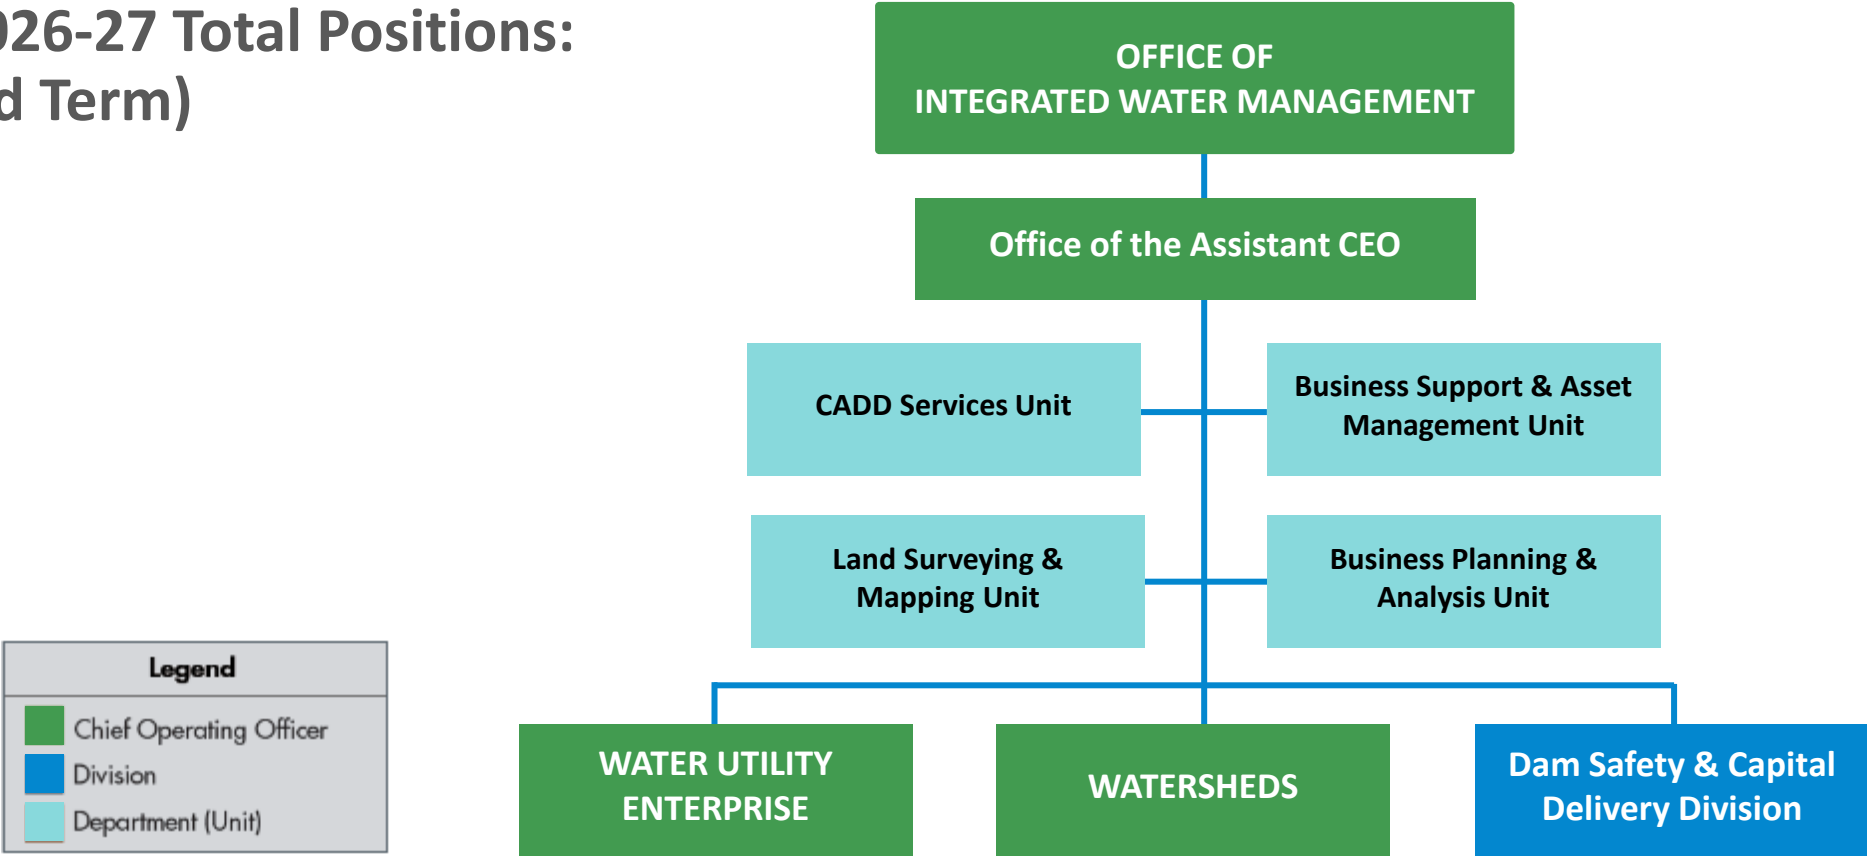 026-27 Total Positions:
d Term)
OFFICE OF
INTEGRATED WATER MANAGEMENT
Office of the Assistant CEO
CADD Services Unit
Business Support & Asset
Management Unit
Land Surveying &
Mapping Unit
Business Planning &
Analysis Unit
Legend
Chief Operating Officer
Division
Department (Unit)
WATER UTILITY
ENTERPRISE
WATERSHEDS
Dam Safety & Capital
Delivery Division